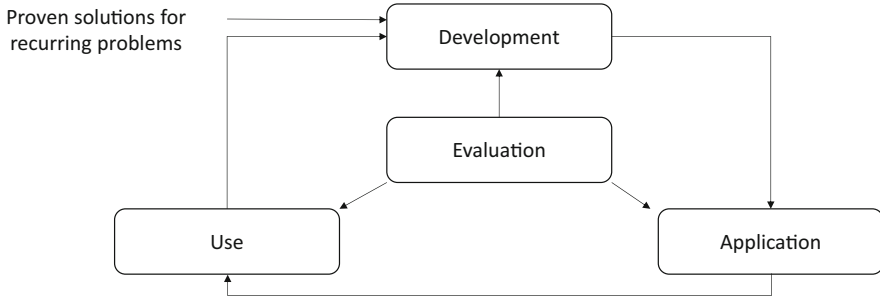 Proven solutions for
recurring problems
Development
Evaluation
Use
Application